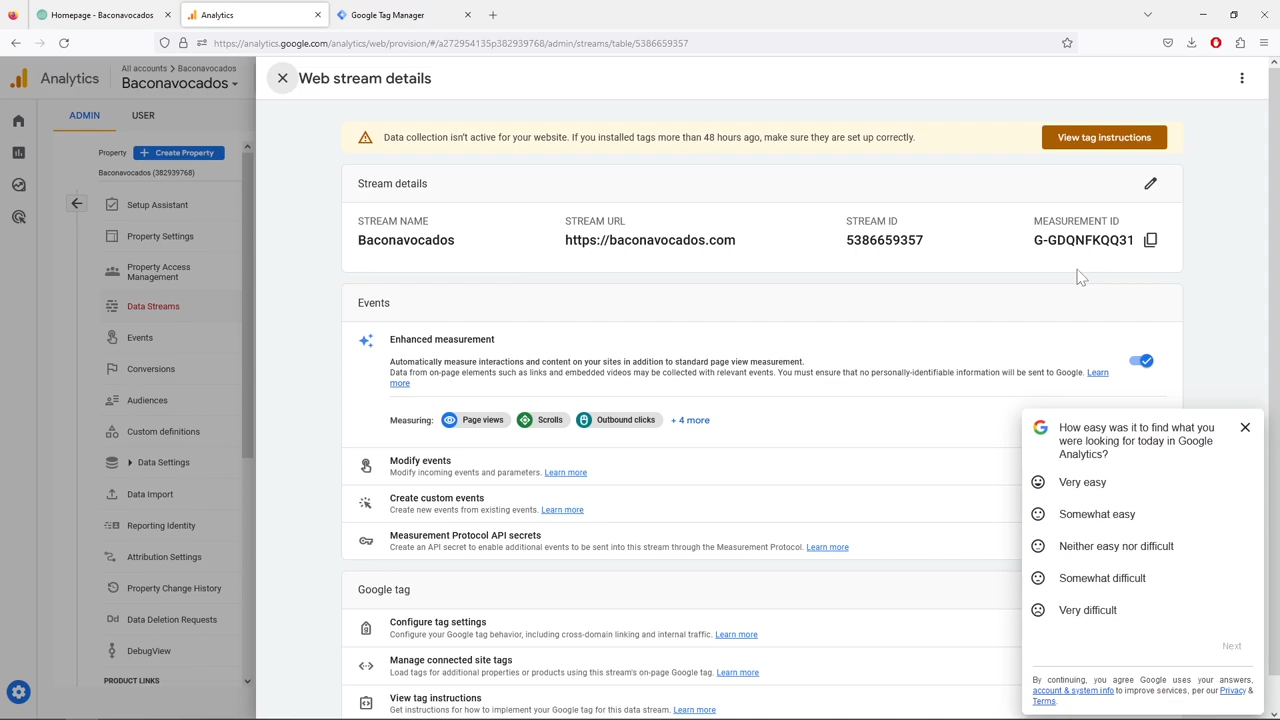 Homepage - Baconavocados
Analytics
Google Tag Manager
https://analytics.google.com/analytics/web/provision/#/a272954135p382939768/admin/streams/table/5386659357
Analytics
All accounts > Baconavocados
Baconavocados
ADMIN
USER
Property
Create Property
Baconavocados (382939768)
Setup Assistant
Property Settings
Property Access
Management
Data Streams
Events
Conversions
Audiences
Custom definitions
Data Settings
Data Import
Reporting Identity
Attribution Settings
Property Change History
Dd Data Deletion Requests
DebugView
PRODUCT LINKS
Web stream details
Data collection isn't active for your website. If you installed tags more than 48 hours ago, make sure they are set up correctly.
View tag instructions
Stream details
STREAM NAME
Baconavocados
STREAM URL
https://baconavocados.com
STREAM ID
5386659357
MEASUREMENT ID
G-GDQNFKQQ31
Events
Enhanced measurement
Automatically measure interactions and content on your sites in addition to standard page view measurement.
Data from on-page elements such as links and embedded videos may be collected with relevant events. You must ensure that no personally-identifiable information will be sent to Google. Learn
more
Measuring: Page views Scrolls Outbound clicks + 4 more
Modify events
Modify incoming events and parameters. Learn more
Create custom events
Create new events from existing events. Learn more
Measurement Protocol API secrets
Create an API secret to enable additional events to be sent into this stream through the Measurement Protocol. Learn more
Google tag
Configure tag settings
Configure your Google tag behavior, including cross-domain linking and internal traffic. Learn more
Manage connected site tags
Load tags for additional properties or products using this stream's on-page Google tag. Learn more
View tag instructions
Get instructions for how to implement your Google tag for this data stream. Learn more
How easy was it to find what you
were looking for today in Google
Analytics?
Very easy
Somewhat easy
Neither easy nor difficult
Somewhat difficult
Very difficult
Next
By continuing, you agree Google uses your answers,
account & system info to improve services, per our Privacy &
Terms.